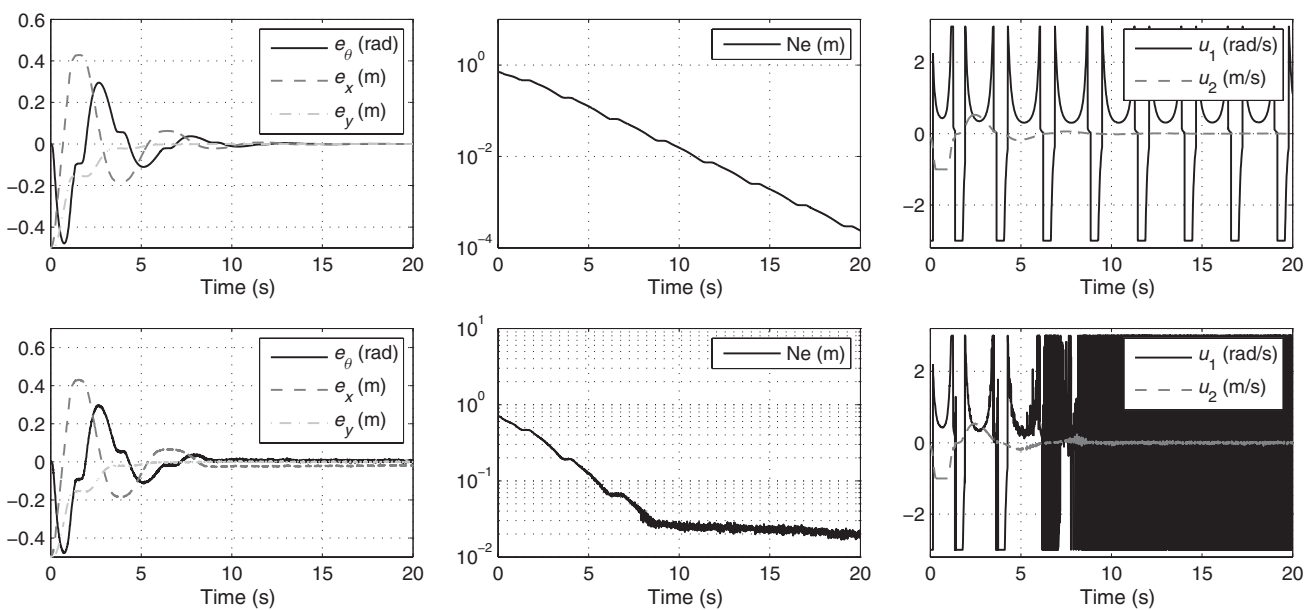 0.6
0.4
0.2
0
−0.2
−0.4
e_θ (rad)
e_x (m)
e_y (m)
0 5 10 15 20
Time (s)
10^0
10^−2
10^−4
Ne (m)
0 5 10 15 20
Time (s)
2
0
−2
u_1 (rad/s)
u_2 (m/s)
0 5 10 15 20
Time (s)
0.6
0.4
0.2
0
−0.2
−0.4
e_θ (rad)
e_x (m)
e_y (m)
0 5 10 15 20
Time (s)
10^1
10^0
10^−1
10^−2
Ne (m)
0 5 10 15 20
Time (s)
2
0
−2
u_1 (rad/s)
u_2 (m/s)
0 5 10 15 20
Time (s)